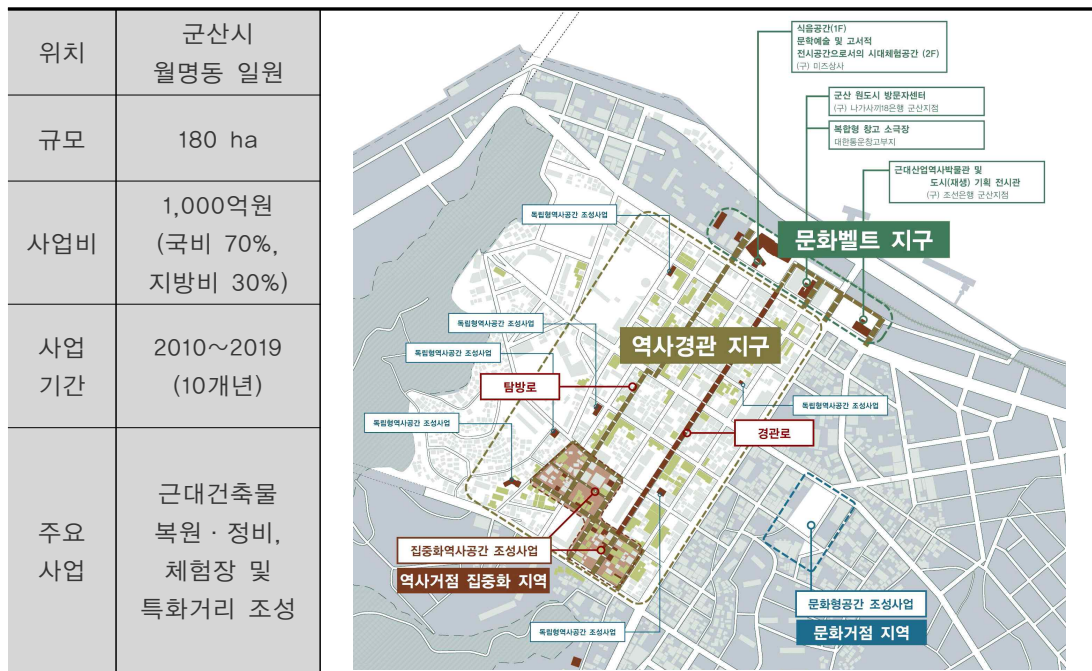 위치
군산시
월명동 일원
규모
180 ha
사업비
1,000억원
(국비 70%,
지방비 30%)
사업
기간
2010~2019
(10개년)
주요
사업
근대건축물
복원·정비,
체험장 및
특화거리 조성
식음공간(1F)
문학예술 및 고서적
전시공간으로서의 시대체험공간 (2F)
(구) 미즈상사
군산 원도시 방문자센터
(구) 나가사끼18은행 군산지점
복합형 창고 소극장
대한통운창고부지
근대산업역사박물관 및
도시(재생) 기획 전시관
(구) 조선은행 군산지점
독립형역사공간 조성사업
문화벨트 지구
독립형역사공간 조성사업
역사경관 지구
독립형역사공간 조성사업
탐방로
독립형역사공간 조성사업
독립형역사공간 조성사업
경관로
집중화역사공간 조성사업
역사거점 집중화 지역
문화형공간 조성사업
문화거점 지역
독립형역사공간 조성사업